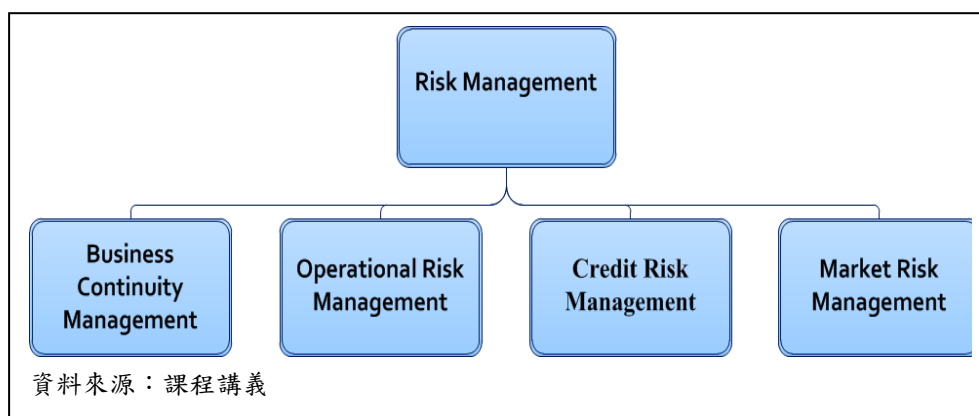 Risk Management
Business
Continuity
Management
Operational Risk
Management
Credit Risk
Management
Market Risk
Management
資料來源：課程講義